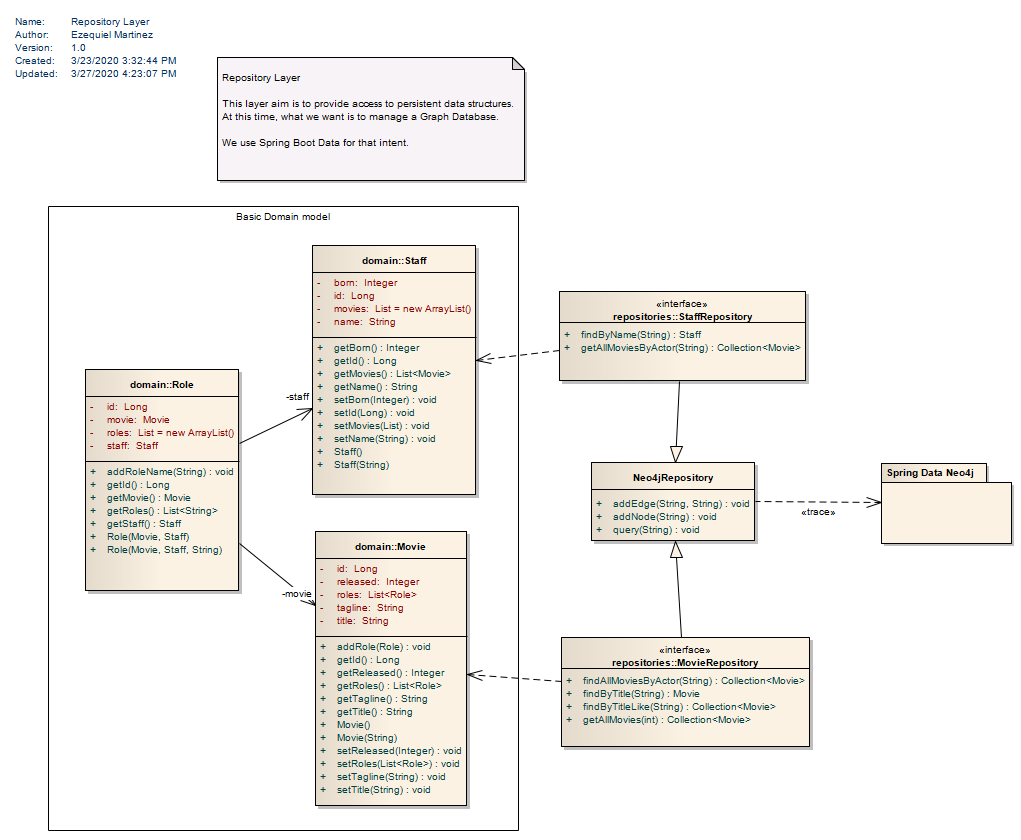 Name: Repository Layer
Author: Ezequiel Martinez
Version: 1.0
Created: 3/23/2020 3:32:44 PM
Updated: 3/27/2020 4:23:07 PM
Repository Layer
This layer aim is to provide access to persistent data structures.
At this time, what we want is to manage a Graph Database.
We use Spring Boot Data for that intent.
Basic Domain model
domain::Staff
- born: Integer
- id: Long
- movies: List = new ArrayList()
- name: String
+ getBorn() : Integer
+ getId() : Long
+ getMovies() : List<Movie>
+ getName() : String
+ setBorn(Integer) : void
+ setId(Long) : void
+ setMovies(List) : void
+ setName(String) : void
+ Staff()
+ Staff(String)
«interface»
repositories::StaffRepository
+ findByName(String) : Staff
+ getAllMoviesByActor(String) : Collection<Movie>
domain::Role
- id: Long
- movie: Movie
- roles: List = new ArrayList()
- staff: Staff
+ addRoleName(String) : void
+ getId() : Long
+ getMovie() : Movie
+ getRoles() : List<String>
+ getStaff() : Staff
+ Role(Movie, Staff)
+ Role(Movie, Staff, String)
-staff
-movie
Neo4jRepository
+ addEdge(String, String) : void
+ addNode(String) : void
+ query(String) : void
«trace»
Spring Data Neo4j
domain::Movie
- id: Long
- released: Integer
- roles: List<Role>
- tagline: String
- title: String
+ addRole(Role) : void
+ getId() : Long
+ getReleased() : Integer
+ getRoles() : List<Role>
+ getTagline() : String
+ getTitle() : String
+ Movie()
+ Movie(String)
+ setReleased(Integer) : void
+ setRoles(List<Role>) : void
+ setTagline(String) : void
+ setTitle(String) : void
«interface»
repositories::MovieRepository
+ findAllMoviesByActor(String) : Collection<Movie>
+ findByTitle(String) : Movie
+ findByTitleLike(String) : Collection<Movie>
+ getAllMovies(int) : Collection<Movie>